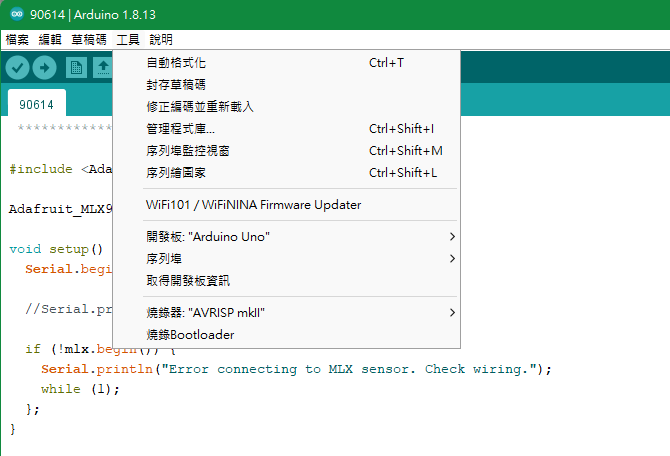 90614 | Arduino 1.8.13
檔案 編輯 草稿碼 工具 說明
90614
自動格式化 Ctrl+T
封存草稿碼
修正編碼並重新載入
管理程式庫... Ctrl+Shift+I
序列埠監控視窗 Ctrl+Shift+M
序列繪圖家 Ctrl+Shift+L
WiFi101 / WiFiNINA Firmware Updater
開發板: "Arduino Uno"
序列埠
取得開發板資訊
燒錄器: "AVRISP mkII"
燒錄Bootloader
*************
#include <Ada
Adafruit_MLX9
void setup()
Serial.begi
//Serial.pr
if (!mlx.begin()) {
Serial.println("Error connecting to MLX sensor. Check wiring.");
while (1);
};
}